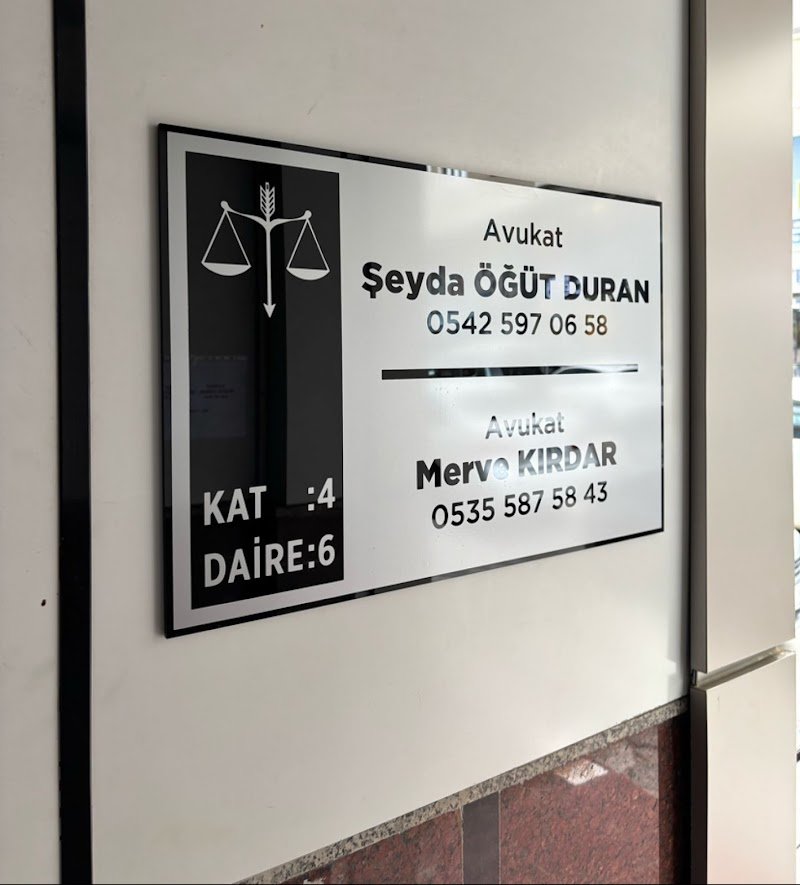 Avukat
Şeyda ÖĞÜT DURAN
0542 597 06 58
Avukat
Merve KIRDAR
0535 587 58 43
KAT :4
DAİRE:6